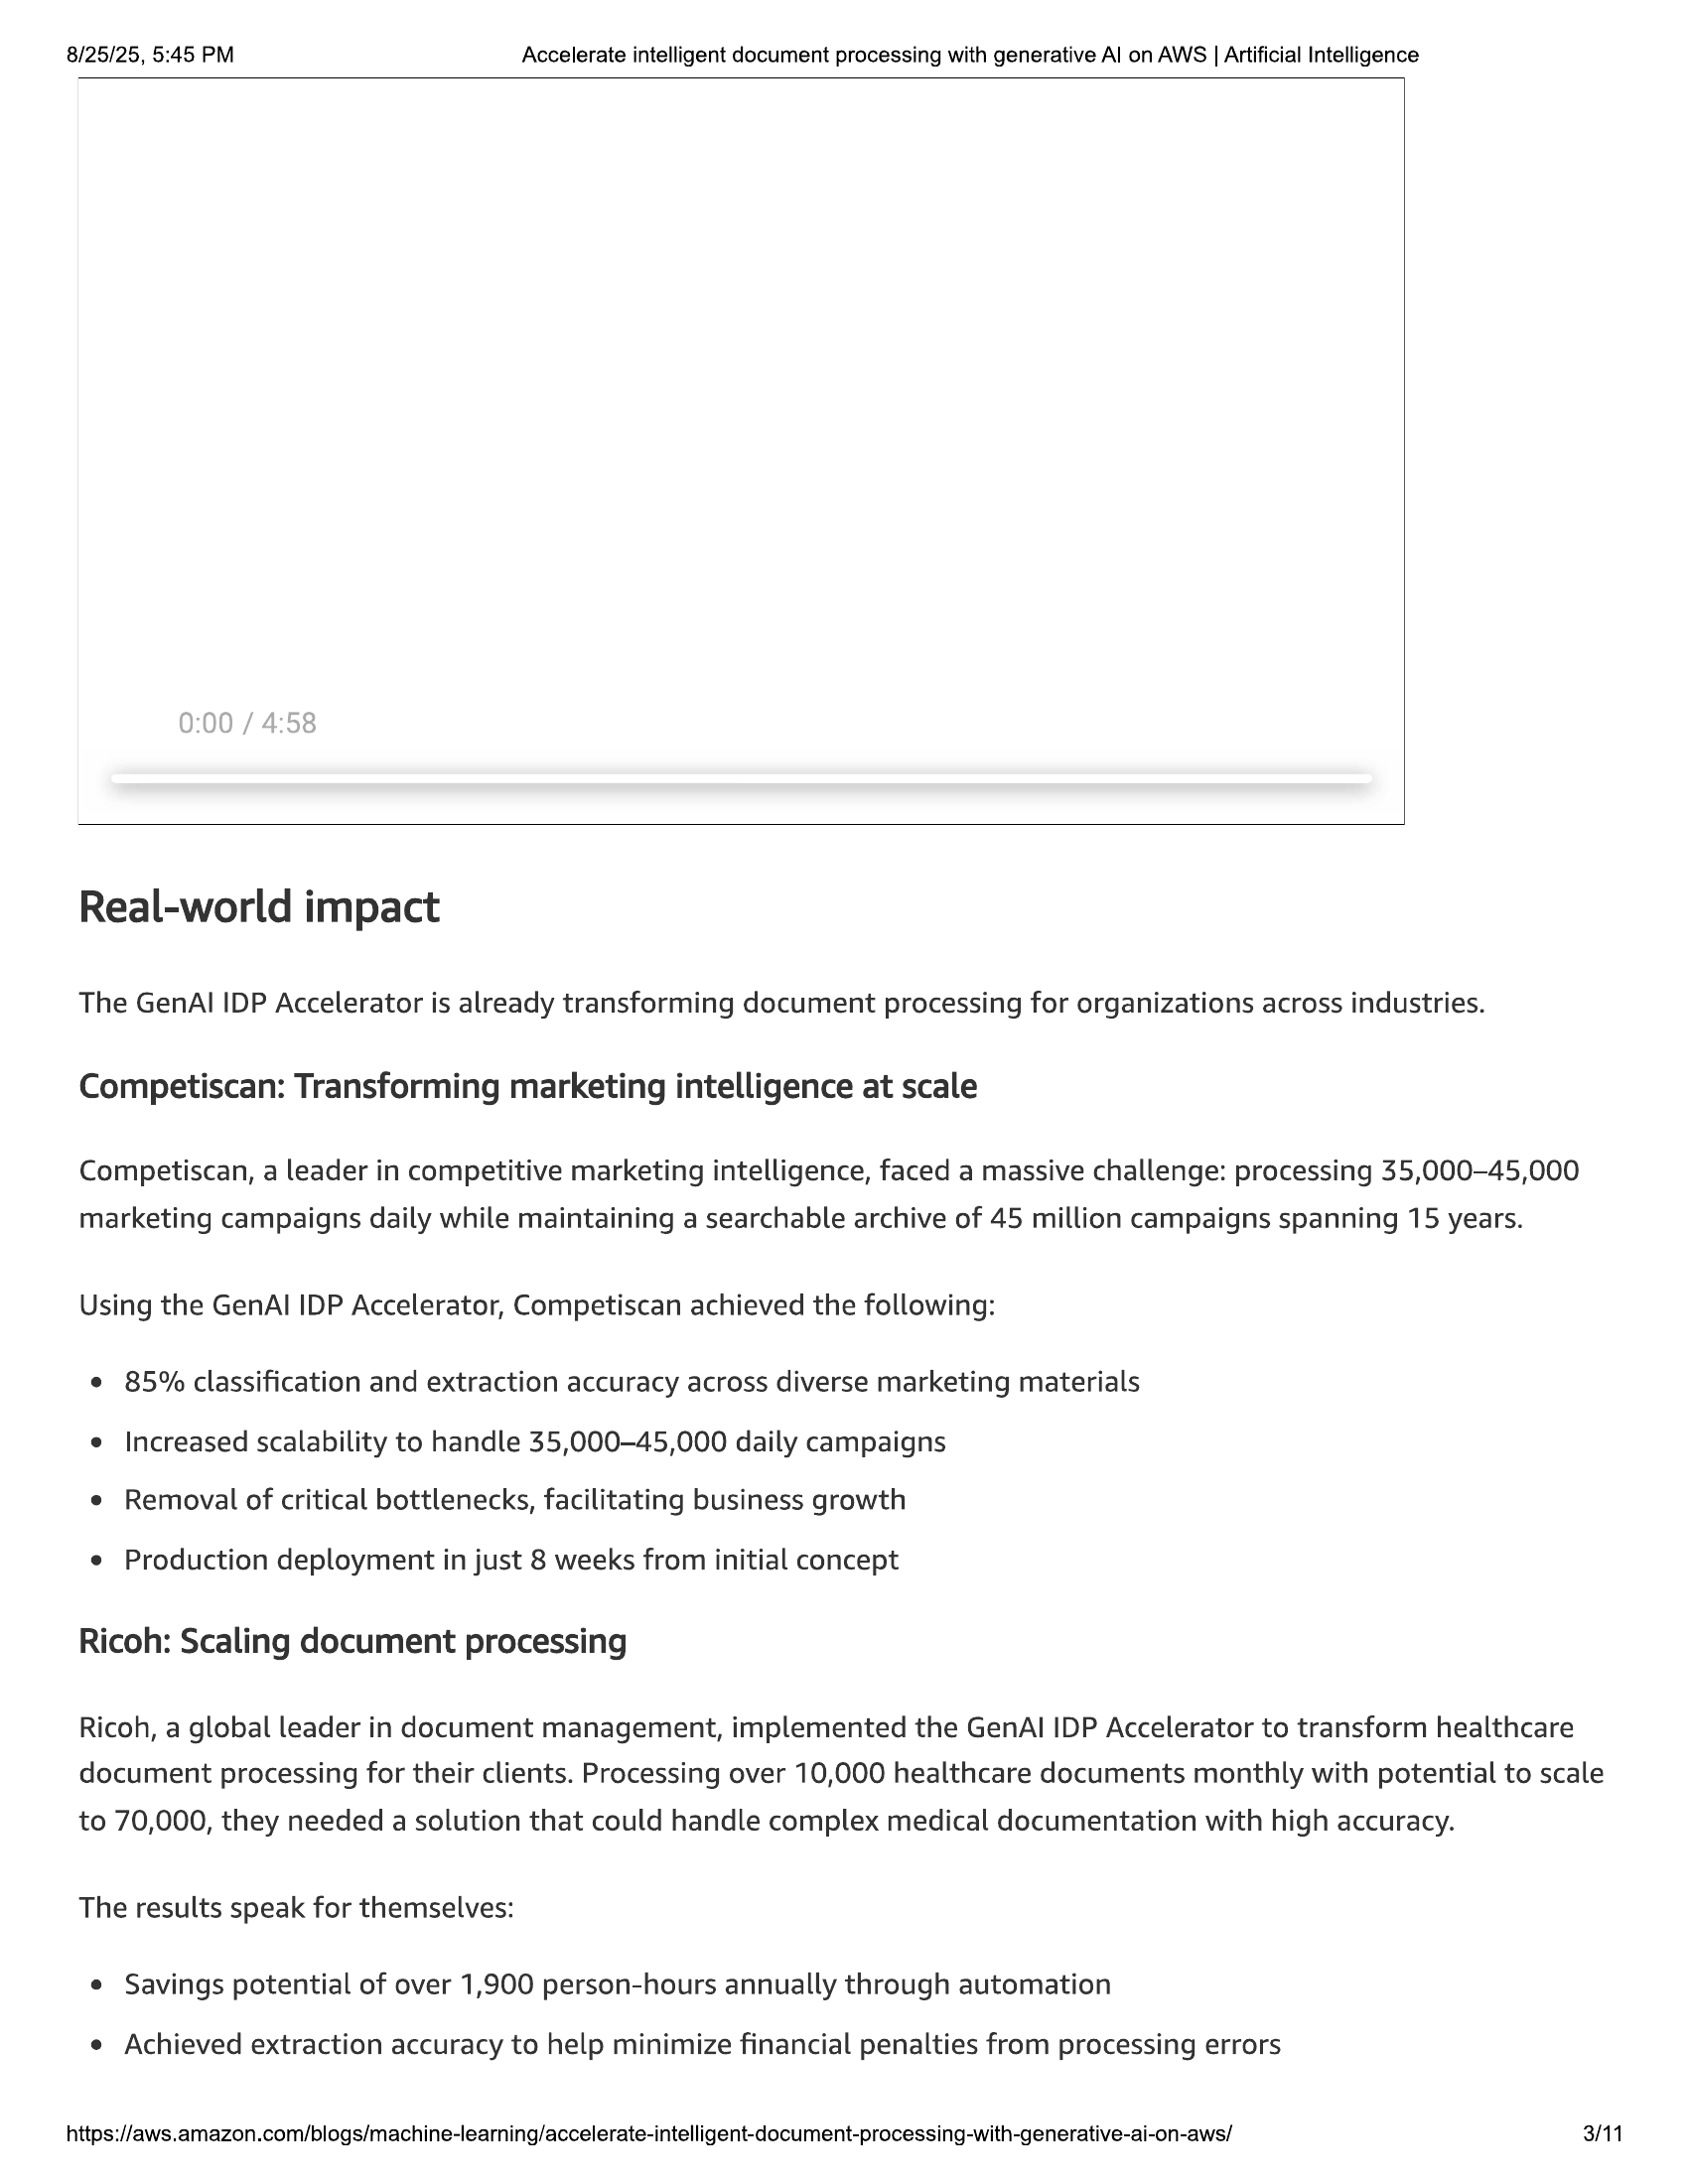 8/25/25, 5:45 PM
Accelerate intelligent document processing with generative AI on AWS | Artificial Intelligence
0:00 / 4:58
Real-world impact
The GenAI IDP Accelerator is already transforming document processing for organizations across industries.
Competiscan: Transforming marketing intelligence at scale
Competiscan, a leader in competitive marketing intelligence, faced a massive challenge: processing 35,000–45,000
marketing campaigns daily while maintaining a searchable archive of 45 million campaigns spanning 15 years.
Using the GenAI IDP Accelerator, Competiscan achieved the following:
• 85% classification and extraction accuracy across diverse marketing materials
• Increased scalability to handle 35,000–45,000 daily campaigns
• Removal of critical bottlenecks, facilitating business growth
• Production deployment in just 8 weeks from initial concept
Ricoh: Scaling document processing
Ricoh, a global leader in document management, implemented the GenAI IDP Accelerator to transform healthcare
document processing for their clients. Processing over 10,000 healthcare documents monthly with potential to scale
to 70,000, they needed a solution that could handle complex medical documentation with high accuracy.
The results speak for themselves:
• Savings potential of over 1,900 person-hours annually through automation
• Achieved extraction accuracy to help minimize financial penalties from processing errors
https://aws.amazon.com/blogs/machine-learning/accelerate-intelligent-document-processing-with-generative-ai-on-aws/
3/11